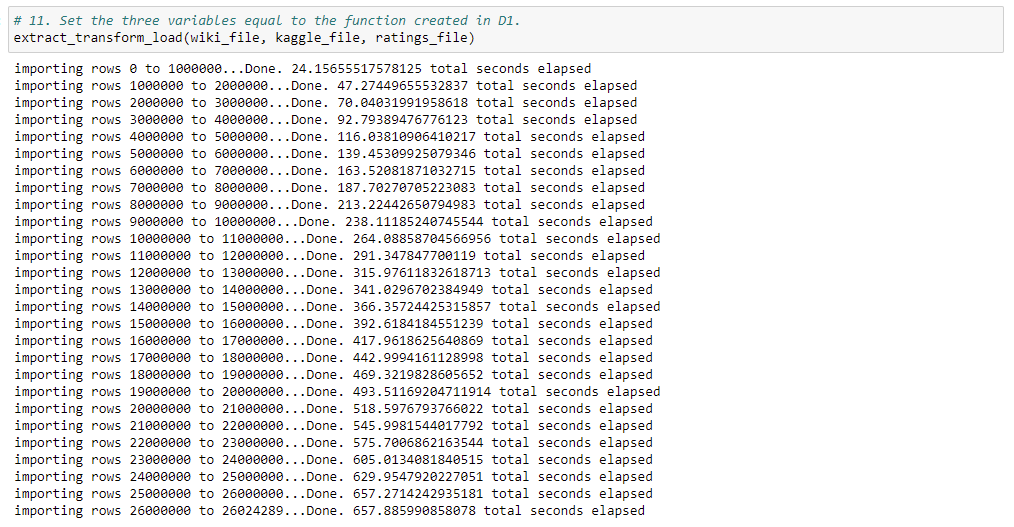 # 11. Set the three variables equal to the function created in D1.
extract_transform_load(wiki_file, kaggle_file, ratings_file)
importing rows 0 to 1000000...Done. 24.15655517578125 total seconds elapsed
importing rows 1000000 to 2000000...Done. 47.27449655532837 total seconds elapsed
importing rows 2000000 to 3000000...Done. 70.04031991958618 total seconds elapsed
importing rows 3000000 to 4000000...Done. 92.79389476776123 total seconds elapsed
importing rows 4000000 to 5000000...Done. 116.03810906410217 total seconds elapsed
importing rows 5000000 to 6000000...Done. 139.45309925079346 total seconds elapsed
importing rows 6000000 to 7000000...Done. 163.52081871032715 total seconds elapsed
importing rows 7000000 to 8000000...Done. 187.70270705223083 total seconds elapsed
importing rows 8000000 to 9000000...Done. 213.22442650794983 total seconds elapsed
importing rows 9000000 to 10000000...Done. 238.11185240745544 total seconds elapsed
importing rows 10000000 to 11000000...Done. 264.08858704566956 total seconds elapsed
importing rows 11000000 to 12000000...Done. 291.347847700119 total seconds elapsed
importing rows 12000000 to 13000000...Done. 315.97611832618713 total seconds elapsed
importing rows 13000000 to 14000000...Done. 341.0296702384949 total seconds elapsed
importing rows 14000000 to 15000000...Done. 366.35724425315857 total seconds elapsed
importing rows 15000000 to 16000000...Done. 392.6184184551239 total seconds elapsed
importing rows 16000000 to 17000000...Done. 417.9618625640869 total seconds elapsed
importing rows 17000000 to 18000000...Done. 442.9994161128998 total seconds elapsed
importing rows 18000000 to 19000000...Done. 469.3219828605652 total seconds elapsed
importing rows 19000000 to 20000000...Done. 493.51169204711914 total seconds elapsed
importing rows 20000000 to 21000000...Done. 518.5976793766022 total seconds elapsed
importing rows 21000000 to 22000000...Done. 545.9981544017792 total seconds elapsed
importing rows 22000000 to 23000000...Done. 575.7006862163544 total seconds elapsed
importing rows 23000000 to 24000000...Done. 605.0134081840515 total seconds elapsed
importing rows 24000000 to 25000000...Done. 629.9547920227051 total seconds elapsed
importing rows 25000000 to 26000000...Done. 657.2714242935181 total seconds elapsed
importing rows 26000000 to 26024289...Done. 657.885990858078 total seconds elapsed